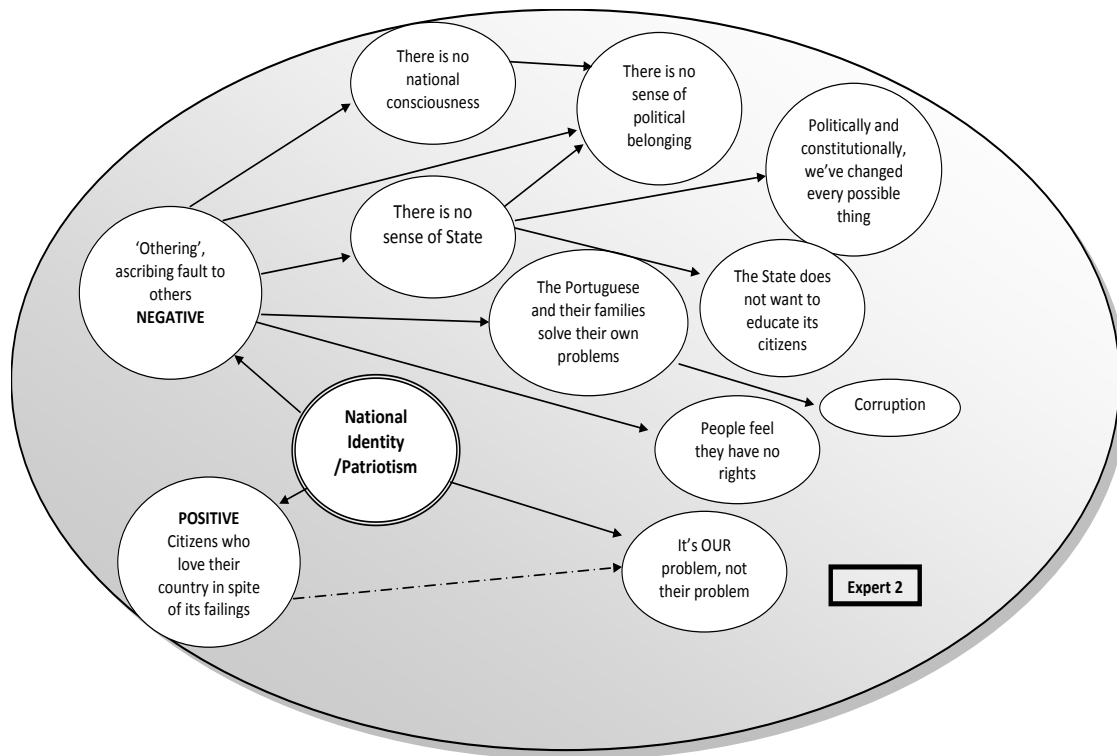 There is no
national
consciousness
There is no
sense of
political
belonging
Politically and
constitutionally,
we’ve changed
every possible
thing
There is no
sense of State
‘Othering’,
ascribing fault to
others
NEGATIVE
The Portuguese
and their families
solve their own
problems
The State does
not want to
educate its
citizens
Corruption
National
Identity
/Patriotism
People feel
they have no
rights
POSITIVE
Citizens who
love their
country in spite
of its failings
It’s OUR
problem, not
their problem
Expert 2